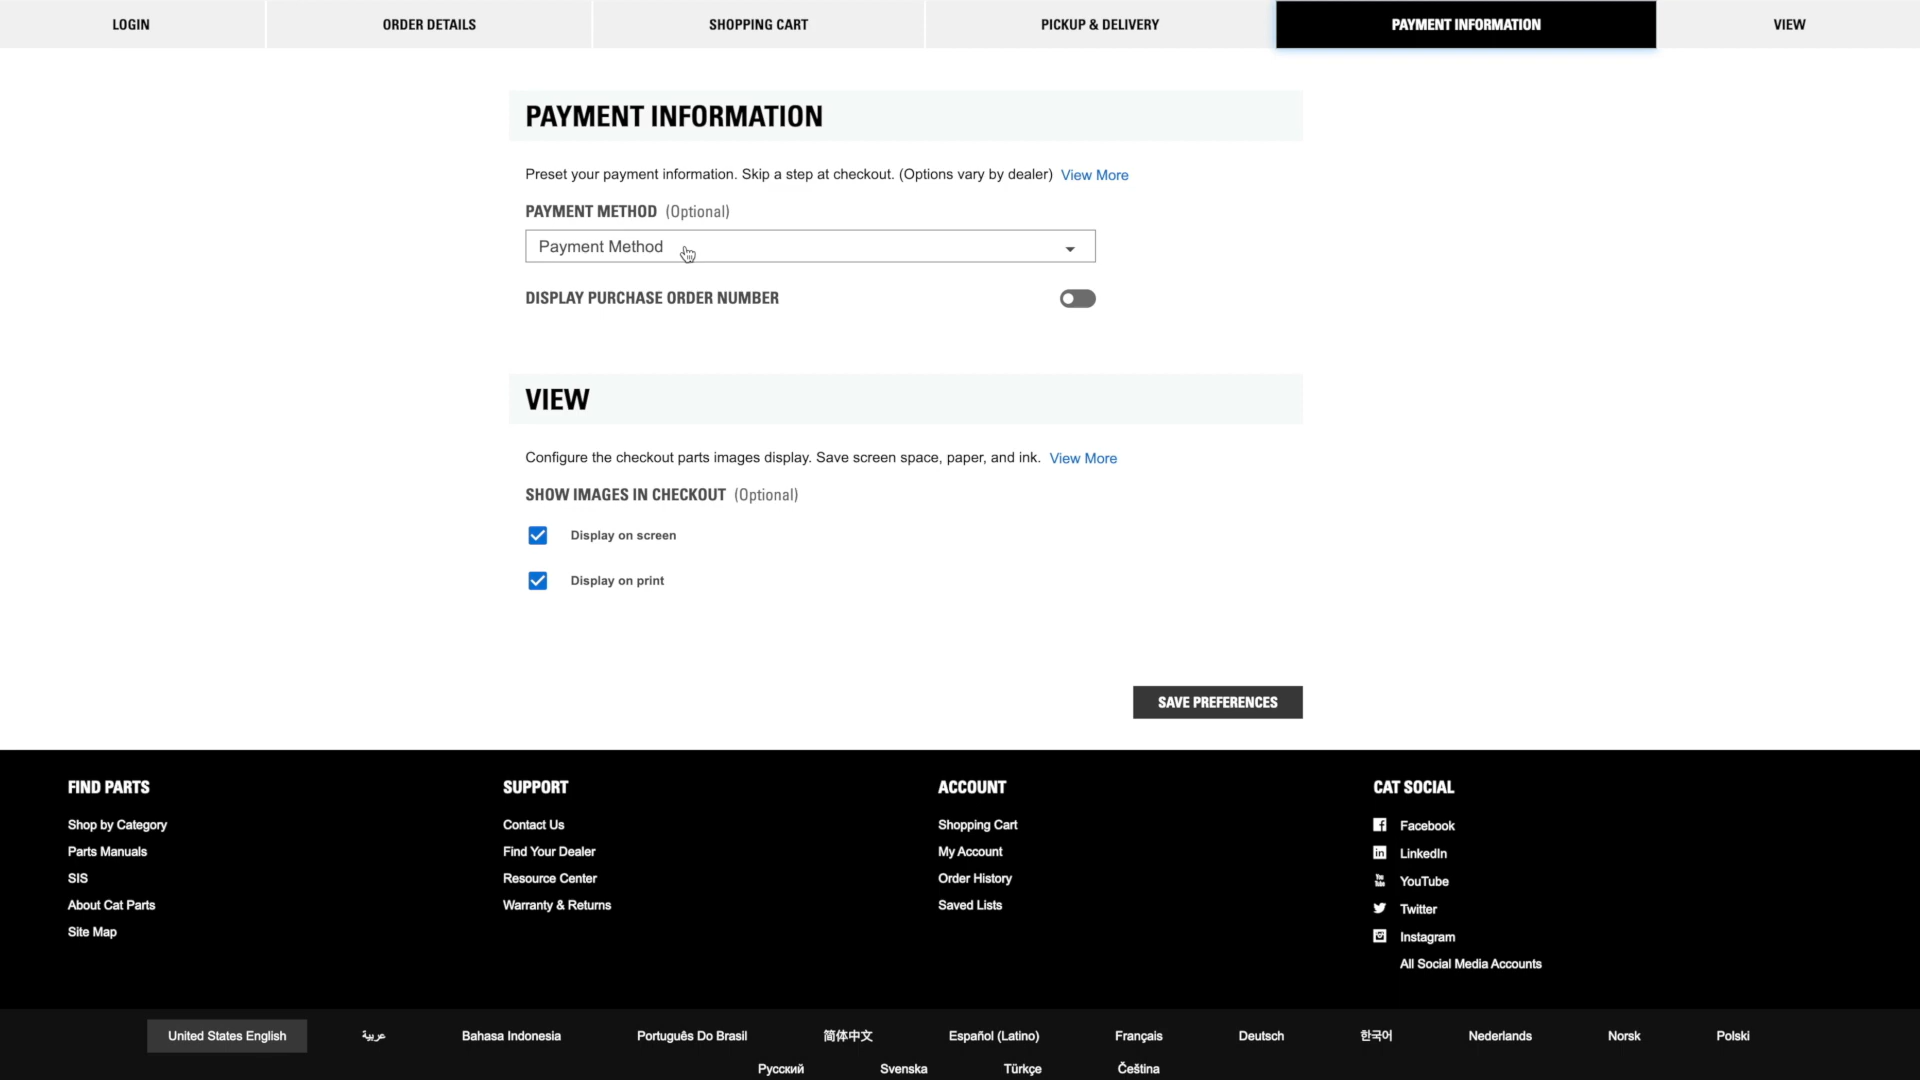 LOGIN
ORDER DETAILS
SHOPPING CART
PICKUP & DELIVERY
PAYMENT INFORMATION
VIEW
PAYMENT INFORMATION
Preset your payment information. Skip a step at checkout. (Options vary by dealer) View More
PAYMENT METHOD (Optional)
Payment Method
DISPLAY PURCHASE ORDER NUMBER
VIEW
Configure the checkout parts images display. Save screen space, paper, and ink. View More
SHOW IMAGES IN CHECKOUT (Optional)
Display on screen
Display on print
SAVE PREFERENCES
FIND PARTS
Shop by Category
Parts Manuals
SIS
About Cat Parts
Site Map
SUPPORT
Contact Us
Find Your Dealer
Resource Center
Warranty & Returns
ACCOUNT
Shopping Cart
My Account
Order History
Saved Lists
CAT SOCIAL
Facebook
LinkedIn
YouTube
Twitter
Instagram
All Social Media Accounts
United States English
عربية
Bahasa Indonesia
Português Do Brasil
简体中文
Español (Latino)
Français
Deutsch
한국어
Nederlands
Norsk
Polski
Русский
Svenska
Türkçe
Čeština